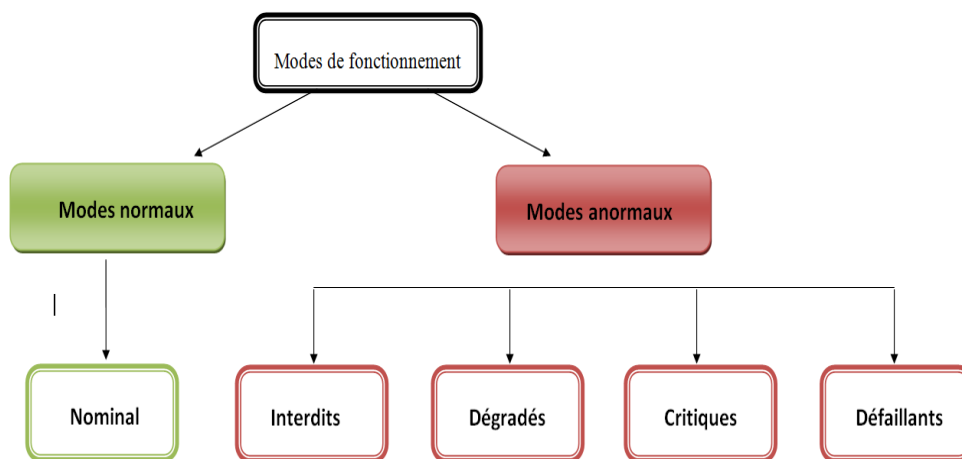 Modes de fonctionnement
Modes normaux
Modes anormaux
Nominal
Interdits
Dégradés
Critiques
Défaillants